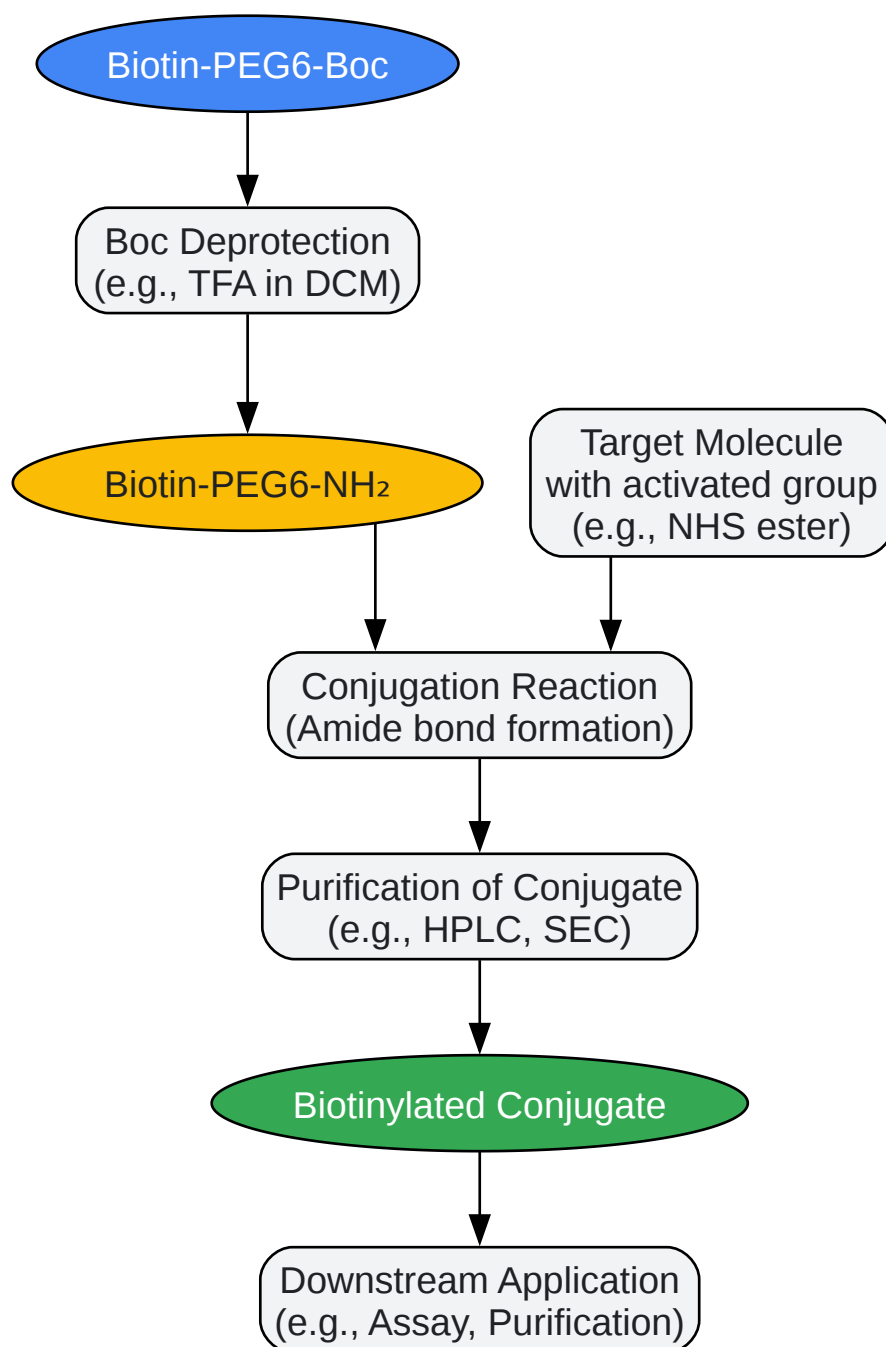 Biotin-PEG6-Boc
Boc Deprotection
(e.g., TFA in DCM)
Biotin-PEG6-NH₂
Target Molecule
with activated group
(e.g., NHS ester)
Conjugation Reaction
(Amide bond formation)
Purification of Conjugate
(e.g., HPLC, SEC)
Biotinylated Conjugate
Downstream Application
(e.g., Assay, Purification)